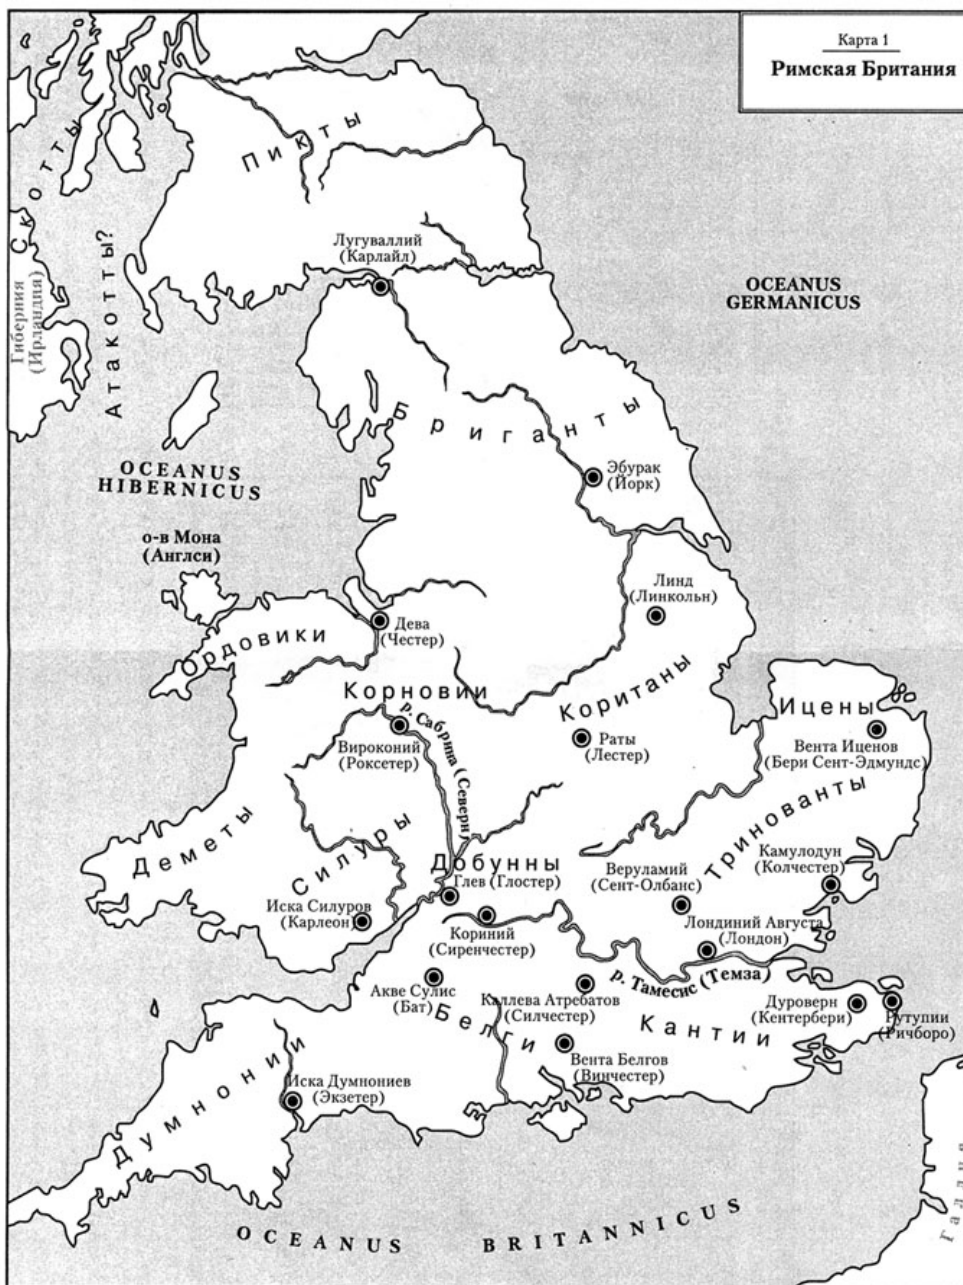 Карта 1
Римская Британия
Пикты
Скотты
Атакотты?
Гиберния
(Ирландия)
Лугуваллий
(Карлайл)
OCEANUS
GERMANICUS
Бриганты
OCEANUS
HIBERNICUS
Эбурак
(Йорк)
о-в Мона
(Англси)
Линд
(Линкольн)
Дева
(Честер)
Ордовики
Корновии
р. Сабрина (Северн)
Коританы
Ицены
Вироконий
(Роксетер)
Раты
(Лестер)
Вента Иценов
(Бери Сент-Эдмундс)
Триnованты
Деметы
Силуры
Добунны
Глев (Глостер)
Веруламий
(Сент-Олбанс)
Камулодун
(Колчестер)
Иска Силуров
(Карлеон)
Кориний
(Сиренчестер)
Лондиний Августа
(Лондон)
р. Тамесис (Темза)
Акве Сулис
(Бат)
Каллева Атребатов
(Силчестер)
Дуроверн
(Кентербери)
Рутупии
(Ричборо)
Белги
Кантии
Вента Белгов
(Винчестер)
Думнонии
Иска Думнониев
(Экзетер)
Галлия
OCEANUS BRITANNICUS